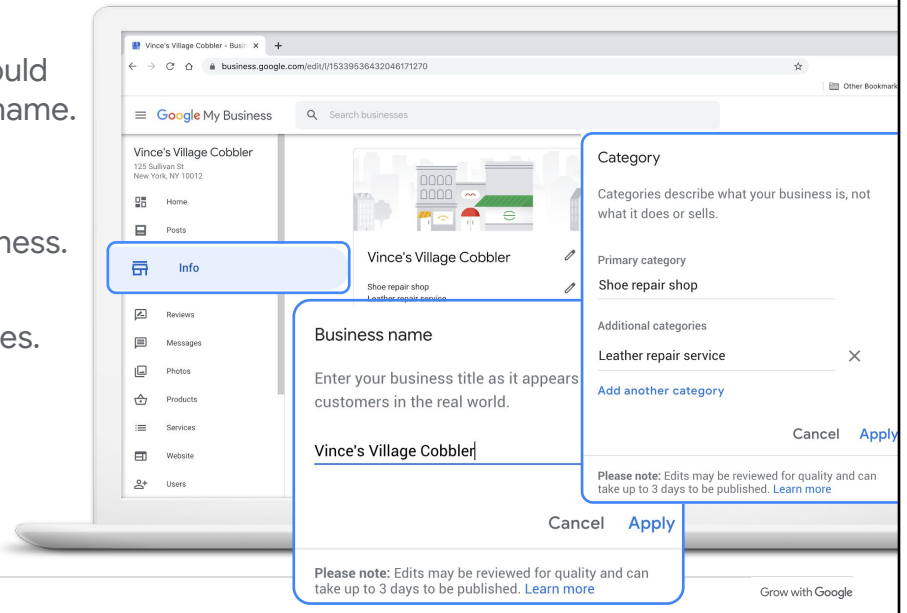 ould
name.
ness.
es.
Vince's Village Cobbler - Busin × +
business.google.com/edit/l/15339536432046171270
Other Bookmark
Google My Business
Search businesses
Vince's Village Cobbler
125 Sullivan St
New York, NY 10012
Home
Posts
Info
Reviews
Messages
Photos
Products
Services
Website
Users
Vince's Village Cobbler
Shoe repair shop
Leather repair service
Business name
Enter your business title as it appears
customers in the real world.
Vince's Village Cobbler
Cancel Apply
Please note: Edits may be reviewed for quality and can
take up to 3 days to be published. Learn more
Category
Categories describe what your business is, not
what it does or sells.
Primary category
Shoe repair shop
Additional categories
Leather repair service
Add another category
Cancel Apply
Please note: Edits may be reviewed for quality and can
take up to 3 days to be published. Learn more
Grow with Google